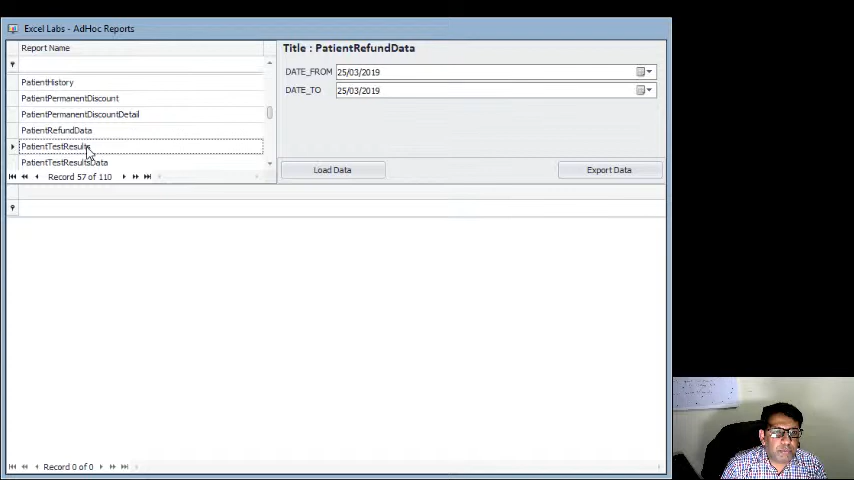 Excel Labs - AdHoc Reports
Report Name
Title : PatientRefundData
DATE_FROM 25/03/2019
DATE_TO 25/03/2019
PatientHistory
PatientPermanentDiscount
PatientPermanentDiscountDetail
PatientRefundData
PatientTestResults
PatientTestResultsData
Record 57 of 110
Load Data
Export Data
Record 0 of 0